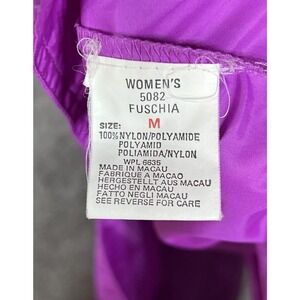 WOMEN'S
5082
FUSCHIA
SIZE: M
100% NYLON/POLYAMIDE
POLYAMID
POLIAMIDA/NYLON
WPL 6635
MADE IN MACAU
FABRIQUE A MACAO
HERGESTELLT AUS MACAU
HECHO EN MACAU
FATTO NEGLI MACAU
SEE REVERSE FOR CARE